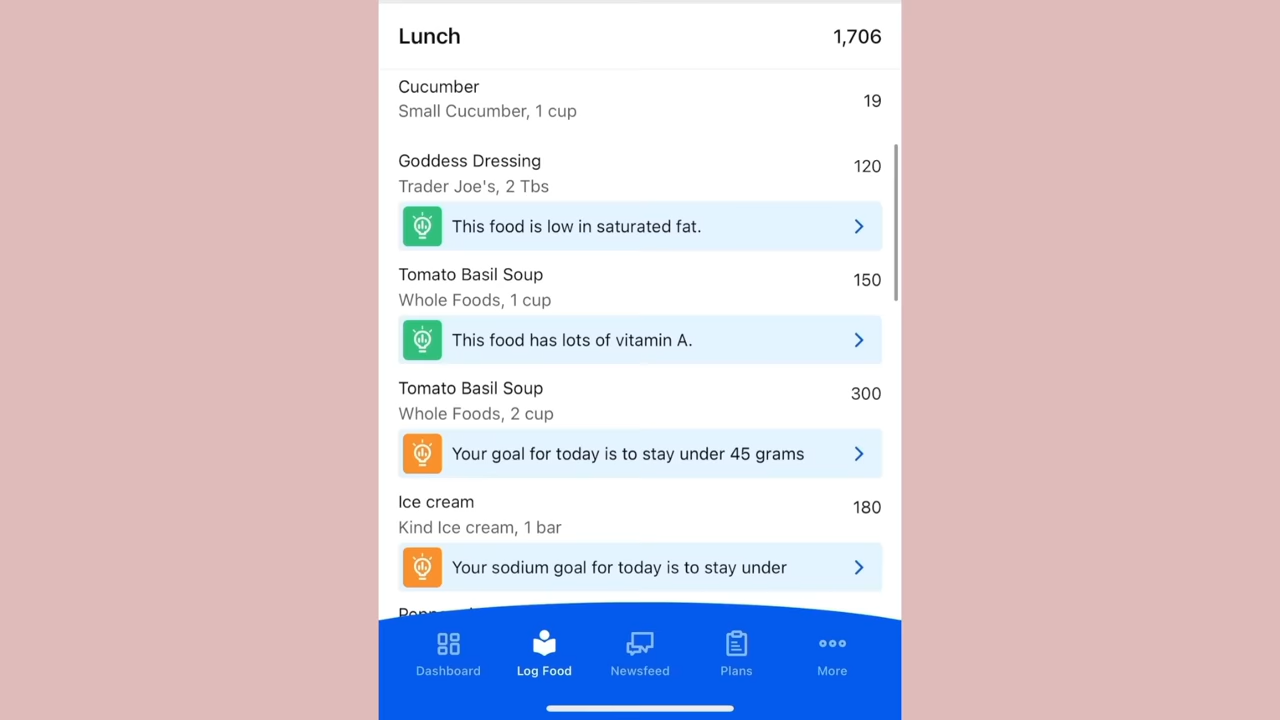 Lunch 1,706
Cucumber
19
Small Cucumber, 1 cup
Goddess Dressing
120
Trader Joe's, 2 Tbs
This food is low in saturated fat.
Tomato Basil Soup
150
Whole Foods, 1 cup
This food has lots of vitamin A.
Tomato Basil Soup
300
Whole Foods, 2 cup
Your goal for today is to stay under 45 grams
Ice cream
180
Kind Ice cream, 1 bar
Your sodium goal for today is to stay under
Dashboard Log Food Newsfeed Plans More